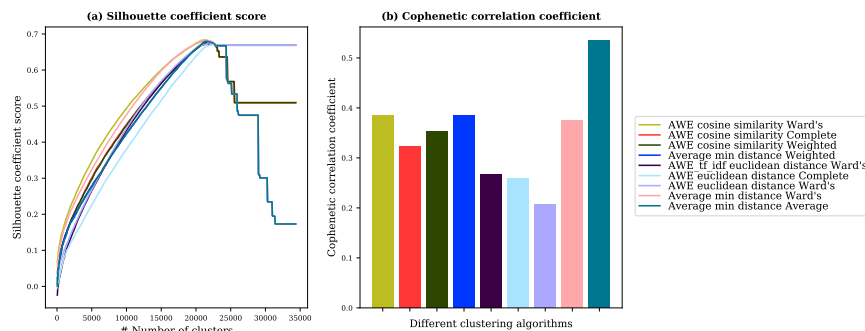 (a) Silhouette coefficient score
Silhouette coefficient score
0.7
0.6
0.5
0.4
0.3
0.2
0.1
0.0
0
5000
10000
15000
20000
25000
30000
35000
# Number of clusters
(b) Cophenetic correlation coefficient
Cophenetic correlation coefficient
0.5
0.4
0.3
0.2
0.1
0.0
Different clustering algorithms
AWE cosine similarity Ward's
AWE cosine similarity Complete
AWE cosine similarity Weighted
Average min distance Weighted
AWE_tf_idf euclidean distance Ward's
AWE euclidean distance Complete
AWE euclidean distance Ward's
Average min distance Ward's
Average min distance Average